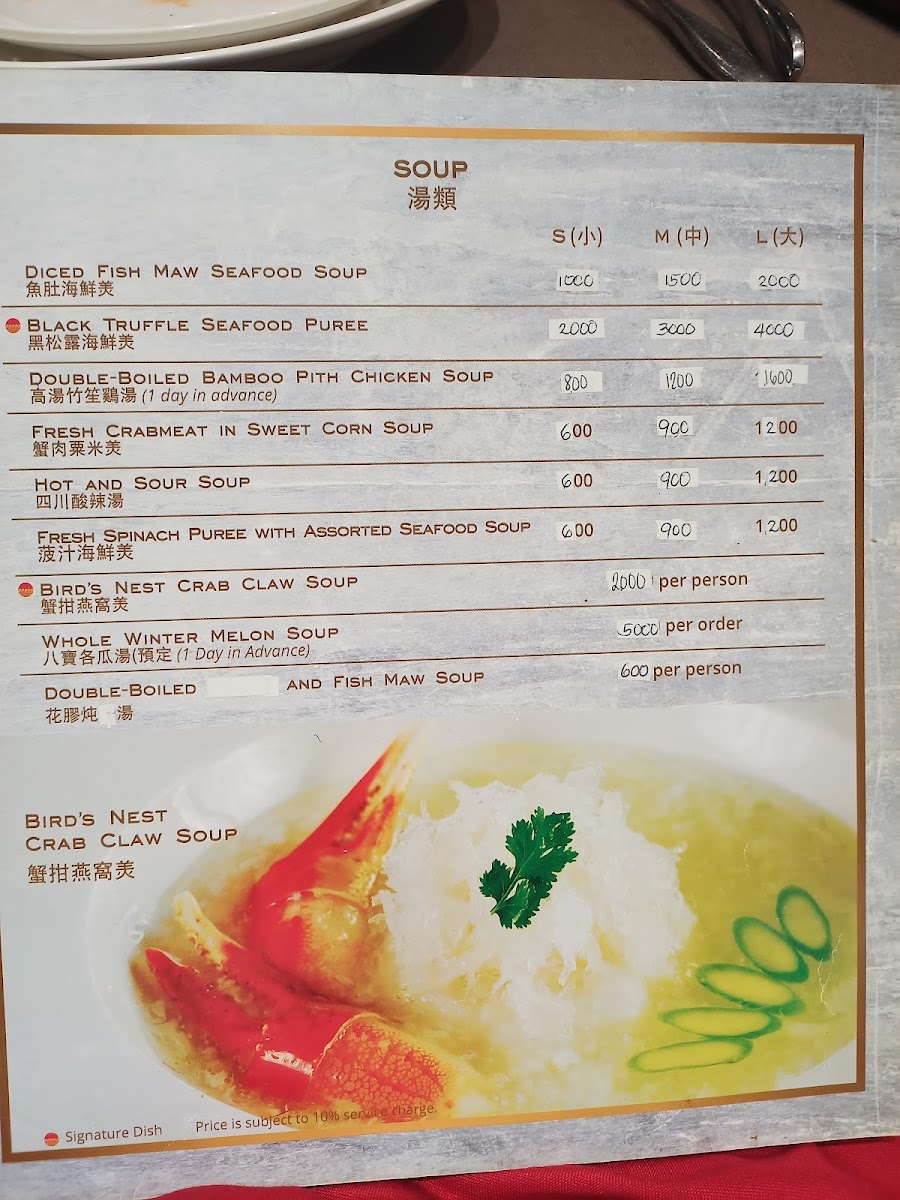 SOUP
湯類
S (小) M (中) L (大)
DICED FISH MAW SEAFOOD SOUP 1000 1500 2000
魚肚海鮮羙
BLACK TRUFFLE SEAFOOD PUREE 2000 3000 4000
黑松露海鮮羙
DOUBLE-BOILED BAMBOO PITH CHICKEN SOUP 800 1200 1600
高湯竹笙鷄湯 (1 day in advance)
FRESH CRABMEAT IN SWEET CORN SOUP 600 900 1200
蟹肉粟米羙
HOT AND SOUR SOUP 600 900 1,200
四川酸辣湯
FRESH SPINACH PUREE WITH ASSORTED SEAFOOD SOUP 600 900 1,200
菠汁海鮮羙
BIRD'S NEST CRAB CLAW SOUP 2000 per person
蟹拑燕窩羙
WHOLE WINTER MELON SOUP 5000 per order
八寶各瓜湯(預定 (1 Day in Advance)
DOUBLE-BOILED AND FISH MAW SOUP 600 per person
花膠炖 湯
BIRD'S NEST
CRAB CLAW SOUP
蟹拑燕窩羙
Signature Dish Price is subject to 10% service charge.